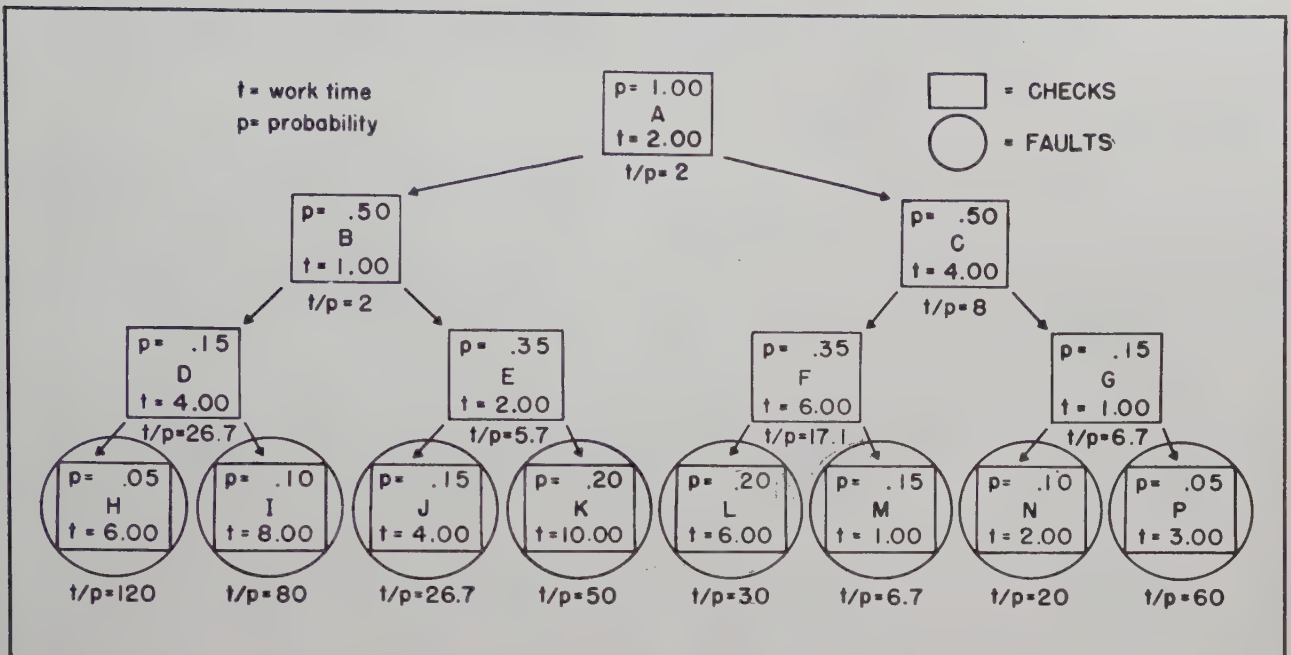 t = work time
p= probability
p= 1.00
A
t = 2.00
t/p= 2
= CHECKS
= FAULTS
p= .50
B
t = 1.00
t/p= 2
p= .50
C
t = 4.00
t/p = 8
p= .15
D
t = 4.00
t/p=26.7
p= .35
E
t = 2.00
t/p=5.7
p= .35
F
t = 6.00
t/p=17.1
p= .15
G
t = 1.00
t/p=6.7
p= .05
H
t = 6.00
t/p=120
p= .10
I
t = 8.00
t/p=80
p= .15
J
t = 4.00
t/p=26.7
p= .20
K
t=10.00
t/p=50
p= .20
L
t=6.00
t/p=30
p= .15
M
t = 1.00
t/p=6.7
p= .10
N
t = 2.00
t/p=20
p= .05
P
t = 3.00
t/p=60